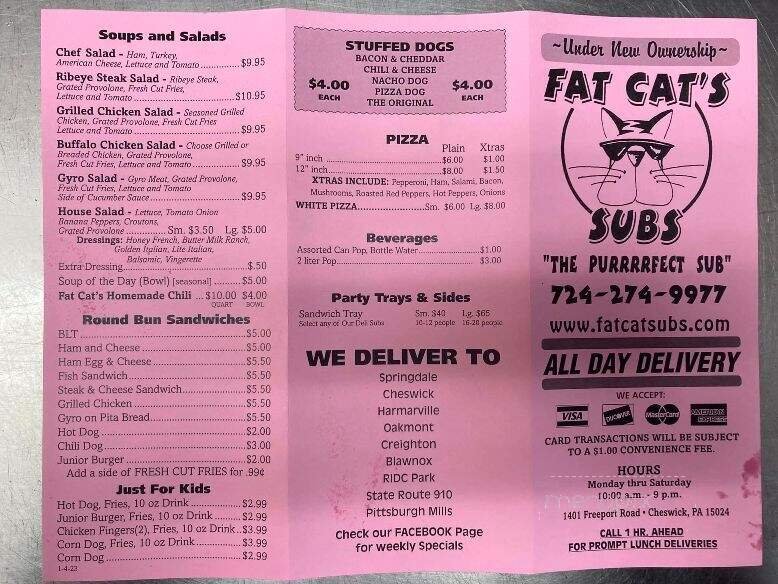 Soups and Salads
Chef Salad - Ham, Turkey,
American Cheese, Lettuce and Tomato ............... $9.95
Ribeye Steak Salad - Ribeye Steak,
Grated Provolone, Fresh Cut Fries,
Lettuce and Tomato ............... $10.95
Grilled Chicken Salad - Seasoned Grilled
Chicken, Grated Provolone, Fresh Cut Fries
Lettuce and Tomato ............... $9.95
Buffalo Chicken Salad - Choose Grilled or
Breaded Chicken, Grated Provolone,
Fresh Cut Fries, Lettuce and Tomato ............... $9.95
Gyro Salad - Gyro Meat, Grated Provolone,
Fresh Cut Fries, Lettuce and Tomato
Side of Cucumber Sauce ............... $9.95
House Salad - Lettuce, Tomato Onion
Banana Peppers, Croutons,
Grated Provolone ............... Sm. $3.50 Lg. $5.00
Dressings: Honey French, Butter Milk Ranch,
Golden Italian, Lite Italian,
Balsamic, Vingerette
Extra Dressing ............... $.50
Soup of the Day (Bowl) [seasonal] ........ $5.00
Fat Cat's Homemade Chili ... $10.00 $4.00
QUART BOWL
Round Bun Sandwiches
BLT ............... $5.00
Ham and Cheese ............... $5.00
Ham Egg & Cheese ............... $5.50
Fish Sandwich ............... $5.50
Steak & Cheese Sandwich ............... $5.50
Grilled Chicken ............... $5.50
Gyro on Pita Bread ............... $5.50
Hot Dog ............... $2.00
Chili Dog ............... $3.00
Junior Burger ............... $2.00
Add a side of FRESH CUT FRIES for .99¢
Just For Kids
Hot Dog, Fries, 10 oz Drink ............... $2.99
Junior Burger, Fries, 10 oz Drink ...... $2.99
Chicken Fingers(2), Fries, 10 oz Drink .. $3.99
Corn Dog, Fries, 10 oz Drink ............ $3.99
Corn Dog ............... $2.99
1-4-23
STUFFED DOGS
BACON & CHEDDAR
CHILI & CHEESE
NACHO DOG
PIZZA DOG
THE ORIGINAL
$4.00 EACH
$4.00 EACH
PIZZA
Plain Xtras
9" inch ............... $6.00 $1.00
12" inch ............... $8.00 $1.50
XTRAS INCLUDE: Pepperoni, Ham, Salami, Bacon,
Mushrooms, Roasted Red Peppers, Hot Peppers, Onions
WHITE PIZZA ............... Sm. $6.00 Lg. $8.00
Beverages
Assorted Can Pop, Bottle Water ............... $1.00
2 liter Pop ............... $3.00
Party Trays & Sides
Sandwich Tray Sm. $40 Lg. $65
Select any of Our Deli Subs 10-12 people 16-20 people
WE DELIVER TO
Springdale
Cheswick
Harmarville
Oakmont
Creighton
Blawnox
RIDC Park
State Route 910
Pittsburgh Mills
Check our FACEBOOK Page
for weekly Specials
~Under New Ownership~
FAT CAT'S
SUBS
"THE PURRRRFECT SUB"
724-274-9977
www.fatcatsubs.com
ALL DAY DELIVERY
WE ACCEPT:
VISA DISCOVER MasterCard AMERICAN EXPRESS
CARD TRANSACTIONS WILL BE SUBJECT
TO A $1.00 CONVENIENCE FEE.
HOURS
Monday thru Saturday
10:00 a.m. - 9 p.m.
1401 Freeport Road • Cheswick, PA 15024
CALL 1 HR. AHEAD
FOR PROMPT LUNCH DELIVERIES